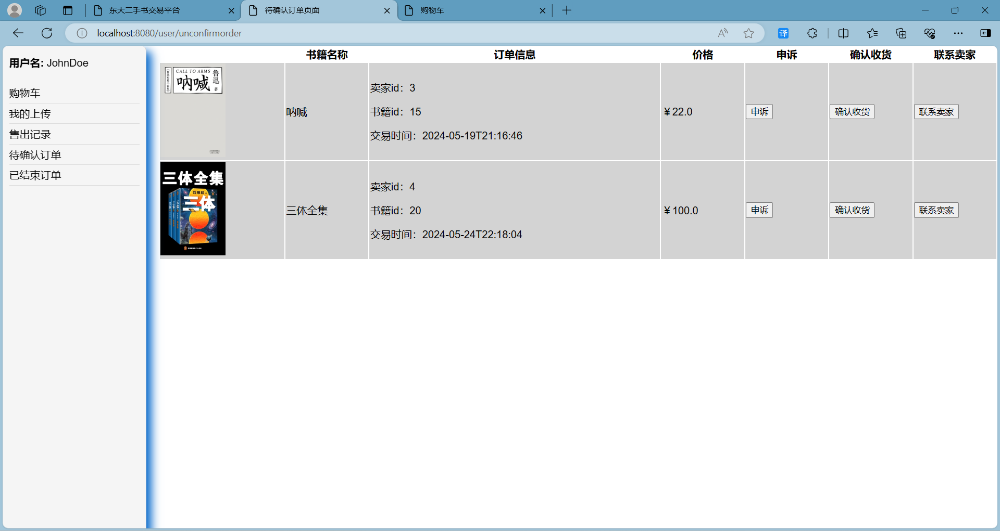 东大二手书交易平台
待确认订单页面
购物车
localhost:8080/user/unconfirmorder
译
用户名: JohnDoe
购物车
我的上传
售出记录
待确认订单
已结束订单
书籍名称 订单信息 价格 申诉 确认收货 联系卖家
CALL TO ARMS
呐喊
鲁迅
著
呐喊
卖家id：3
书籍id：15
交易时间：2024-05-19T21:16:46
￥22.0
申诉
确认收货
联系卖家
三体全集
刘慈欣
三体
三体全集
卖家id：4
书籍id：20
交易时间：2024-05-24T22:18:04
￥100.0
申诉
确认收货
联系卖家